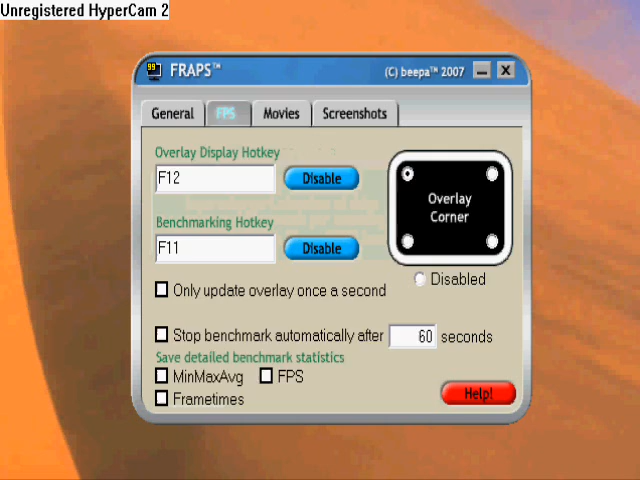 Unregistered HyperCam 2
99 FRAPS™ (C) beepa™ 2007
General FPS Movies Screenshots
Overlay Display Hotkey
F12 Disable
Overlay
Corner
Benchmarking Hotkey
F11 Disable
Disabled
Only update overlay once a second
Stop benchmark automatically after 60 seconds
Save detailed benchmark statistics
MinMaxAvg FPS
Frametimes
Help!